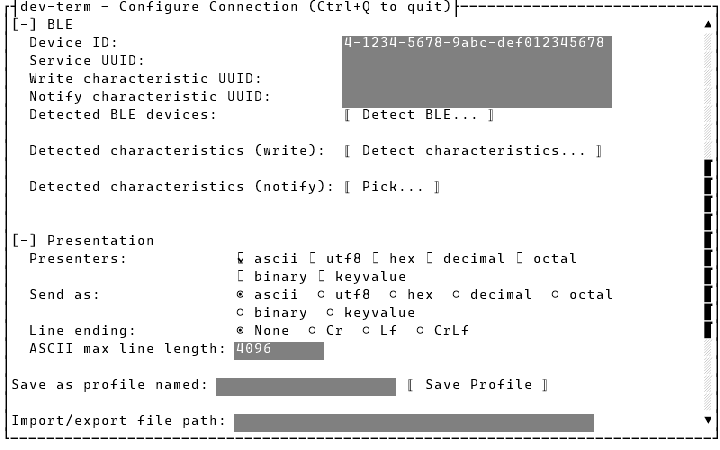 dev-term - Configure Connection (Ctrl+Q to quit)
[-] BLE
Device ID: 4-1234-5678-9abc-def012345678
Service UUID:
Write characteristic UUID:
Notify characteristic UUID:
Detected BLE devices: [ Detect BLE... ]
Detected characteristics (write): [ Detect characteristics... ]
Detected characteristics (notify): [ Pick... ]
[-] Presentation
Presenters: ascii utf8 hex decimal octal
binary keyvalue
Send as: ascii utf8 hex decimal octal
binary keyvalue
Line ending: None Cr Lf CrLf
ASCII max line length: 4096
Save as profile named: [ Save Profile ]
Import/export file path: